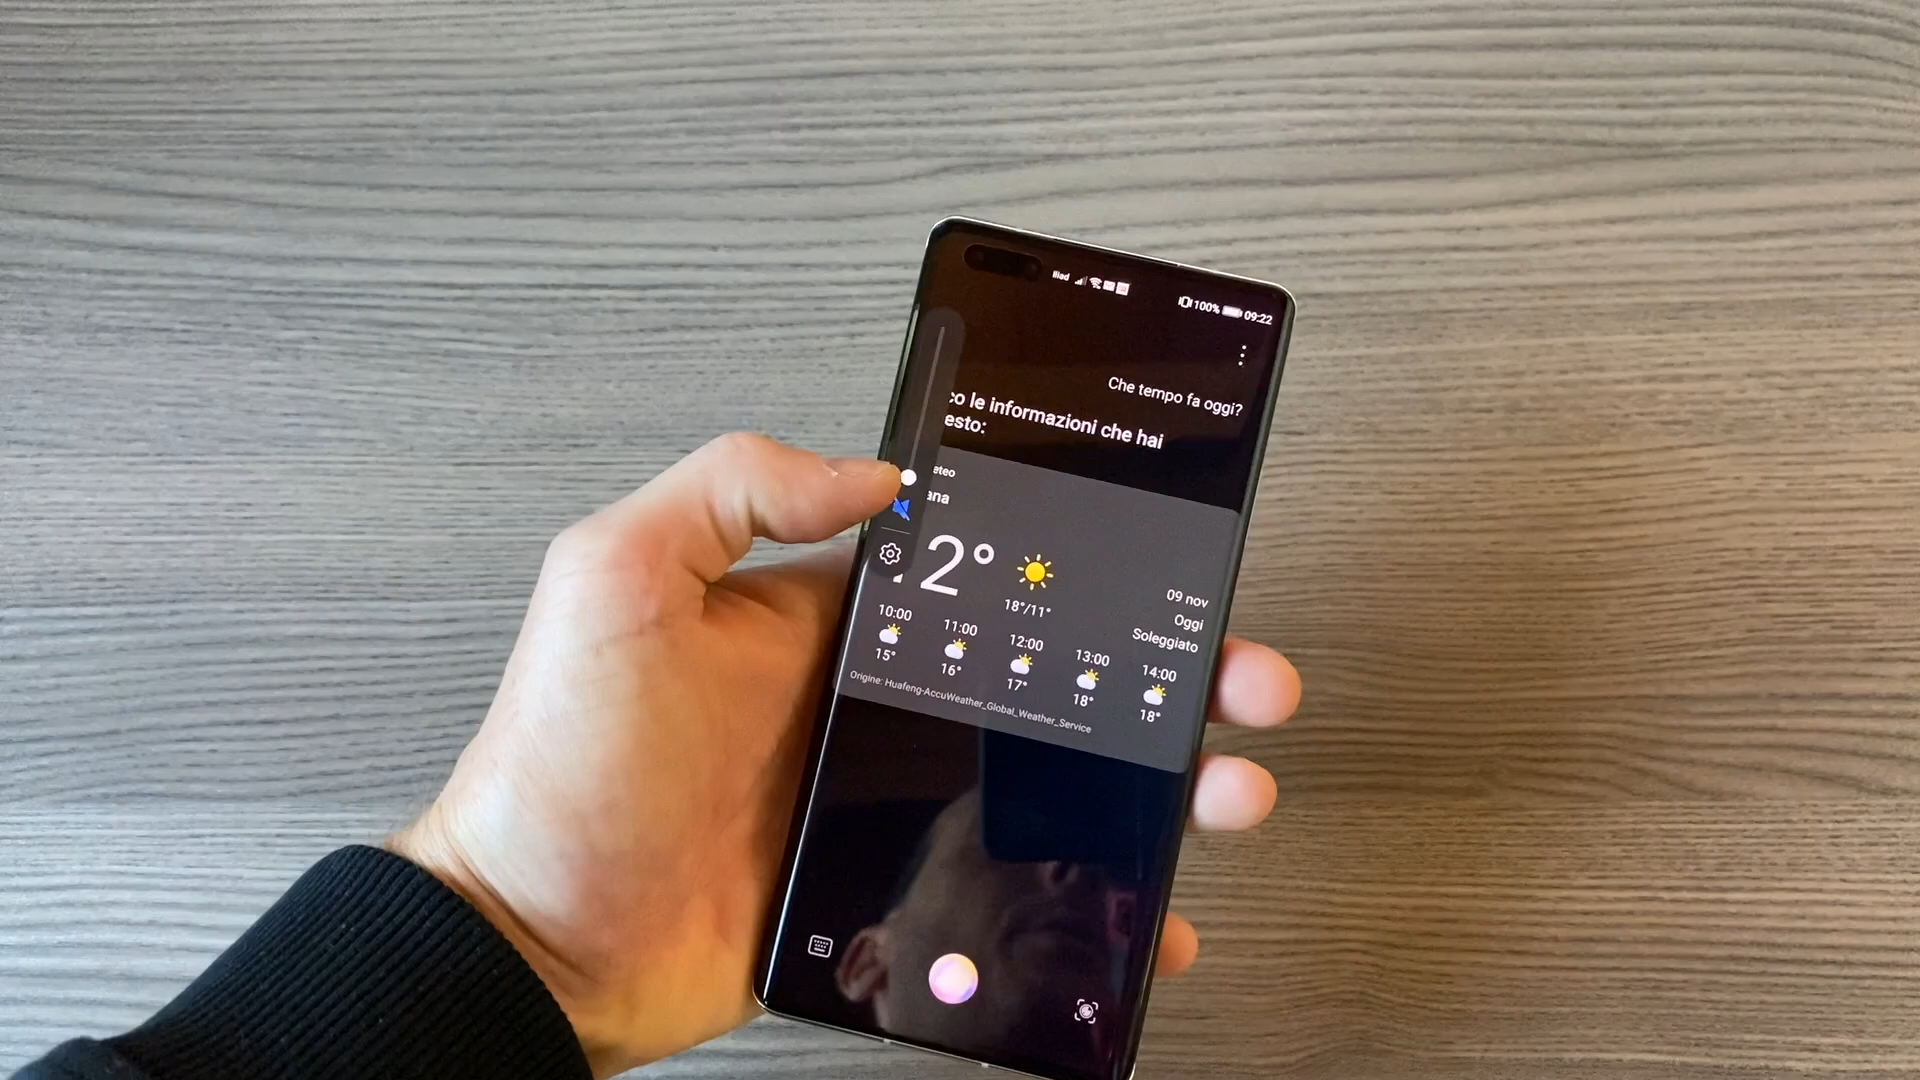 Iliad 100% 09:22
Che tempo fa oggi?
co le informazioni che hai
esto:
eteo
ana
12°
18°/11°
09 nov
Oggi
Soleggiato
10:00 11:00 12:00 13:00 14:00
15° 16° 17° 18° 18°
Origine: Huafeng-AccuWeather_Global_Weather_Service